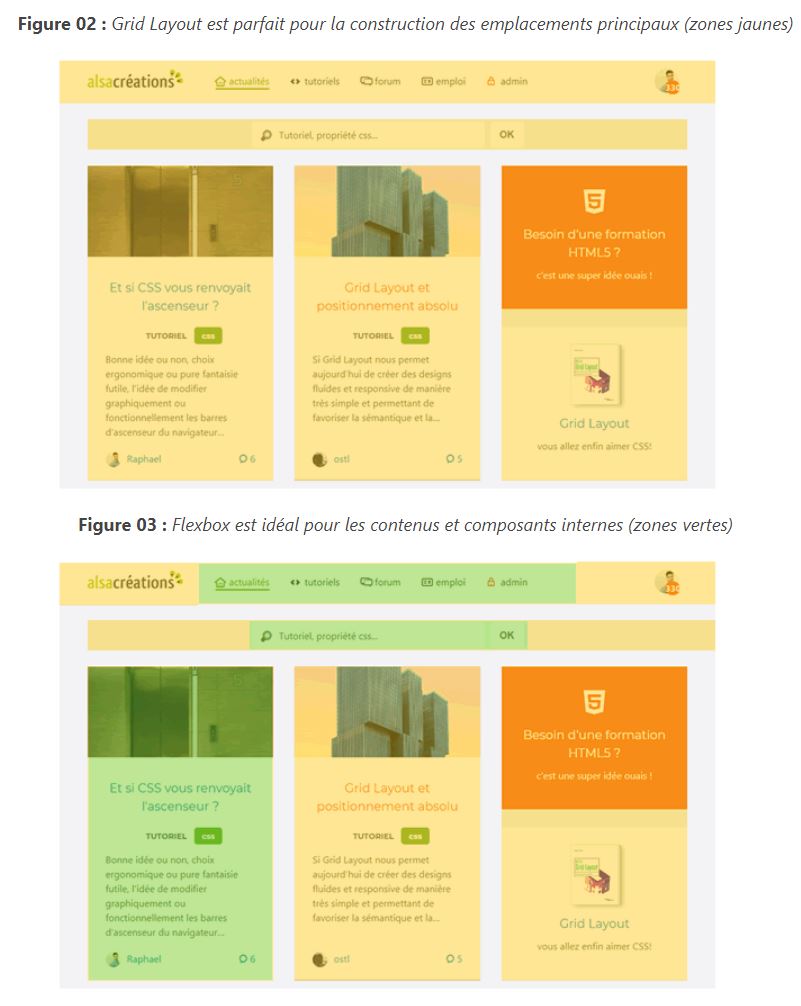 Figure 02 : Grid Layout est parfait pour la construction des emplacements principaux (zones jaunes)
alsacréations actualités tutoriels forum emploi admin 330
Tutoriel, propriété css... OK
Et si CSS vous renvoyait
l'ascenseur ?
TUTORIEL css
Bonne idée ou non, choix
ergonomique ou pure fantaisie
futile, l'idée de modifier
graphiquement ou
fonctionnellement les barres
d'ascenseur du navigateur...
Raphael 6
Grid Layout et
positionnement absolu
TUTORIEL css
Si Grid Layout nous permet
aujourd'hui de créer des designs
fluides et responsive de manière
très simple et permettant de
favoriser la sémantique et la...
ostl 5
5
Besoin d'une formation
HTML5 ?
c'est une super idée ouais !
Grid Layout
Grid Layout
vous allez enfin aimer CSS!
Figure 03 : Flexbox est idéal pour les contenus et composants internes (zones vertes)
alsacréations actualités tutoriels forum emploi admin 330
Tutoriel, propriété css... OK
Et si CSS vous renvoyait
l'ascenseur ?
TUTORIEL css
Bonne idée ou non, choix
ergonomique ou pure fantaisie
futile, l'idée de modifier
graphiquement ou
fonctionnellement les barres
d'ascenseur du navigateur...
Raphael 6
Grid Layout et
positionnement absolu
TUTORIEL css
Si Grid Layout nous permet
aujourd'hui de créer des designs
fluides et responsive de manière
très simple et permettant de
favoriser la sémantique et la...
ostl 5
5
Besoin d'une formation
HTML5 ?
c'est une super idée ouais !
Grid Layout
Grid Layout
vous allez enfin aimer CSS!